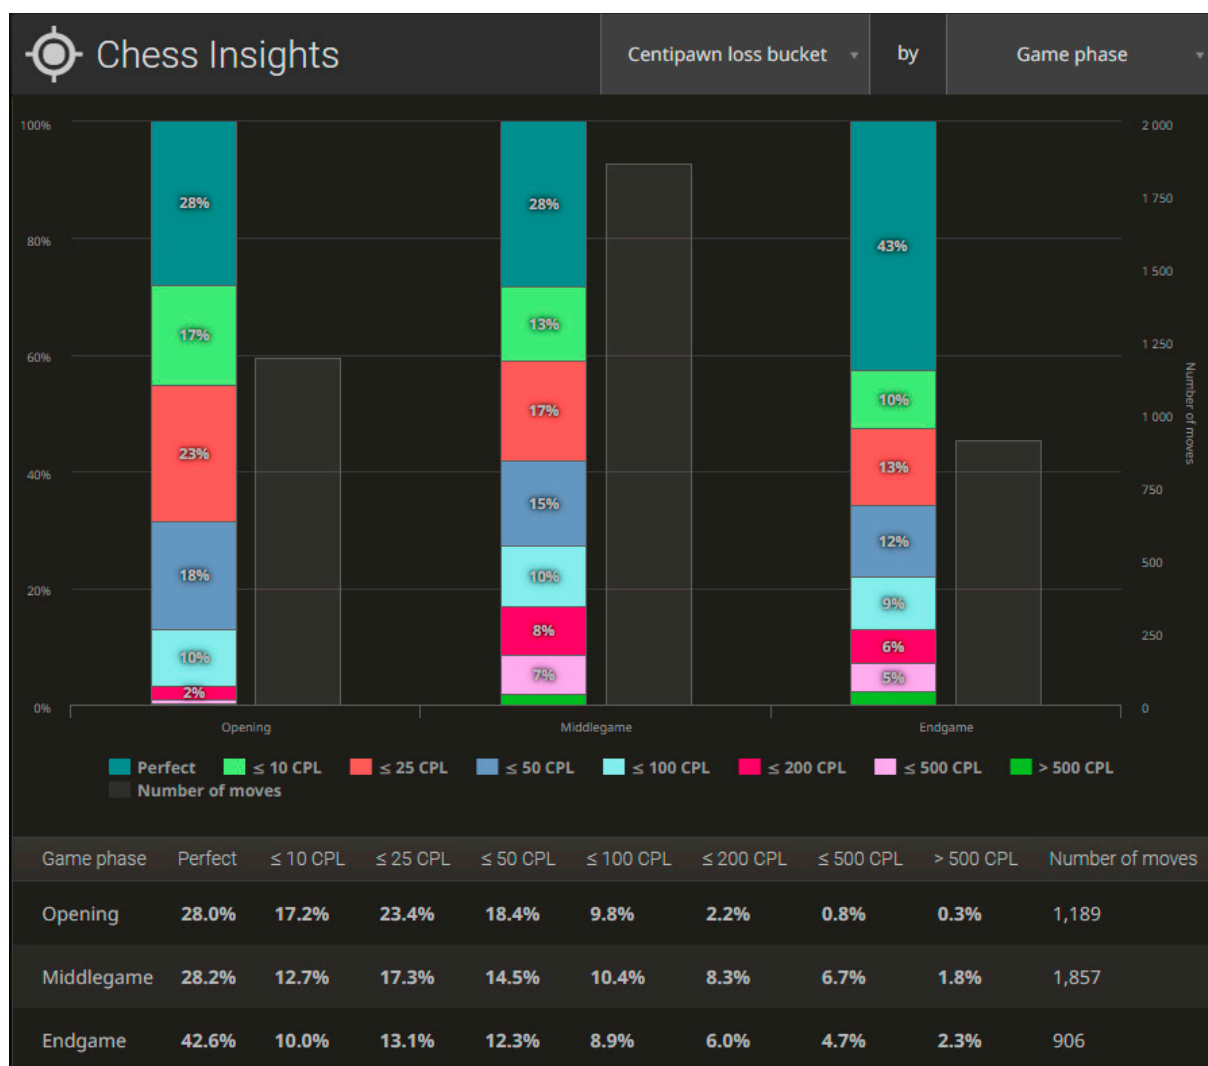 Chess Insights
Centipawn loss bucket
by
Game phase
100%
80%
60%
40%
20%
0%
28%
17%
23%
18%
10%
2%
28%
13%
17%
15%
10%
8%
7%
43%
10%
13%
12%
9%
6%
5%
2 000
1 750
1 500
1 250
1 000
750
500
250
0
Number of moves
Opening
Middlegame
Endgame
Perfect ≤ 10 CPL ≤ 25 CPL ≤ 50 CPL ≤ 100 CPL ≤ 200 CPL ≤ 500 CPL > 500 CPL
Number of moves
Game phase Perfect ≤ 10 CPL ≤ 25 CPL ≤ 50 CPL ≤ 100 CPL ≤ 200 CPL ≤ 500 CPL > 500 CPL Number of moves
Opening 28.0% 17.2% 23.4% 18.4% 9.8% 2.2% 0.8% 0.3% 1,189
Middlegame 28.2% 12.7% 17.3% 14.5% 10.4% 8.3% 6.7% 1.8% 1,857
Endgame 42.6% 10.0% 13.1% 12.3% 8.9% 6.0% 4.7% 2.3% 906